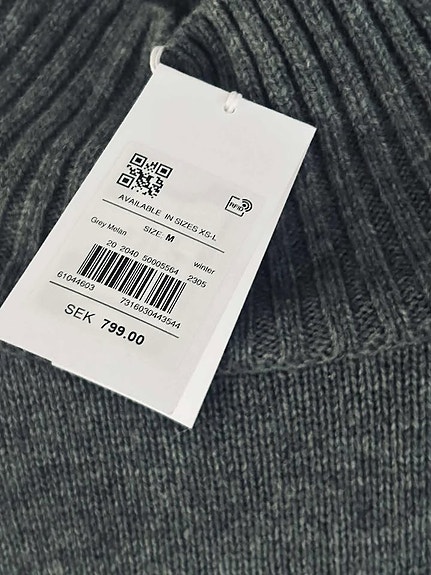 RFID
AVAILABLE IN SIZES XS-L
SIZE M
Grey Melan winter
20 2040 50005564 2305
61044603 7316030443544
SEK 799.00